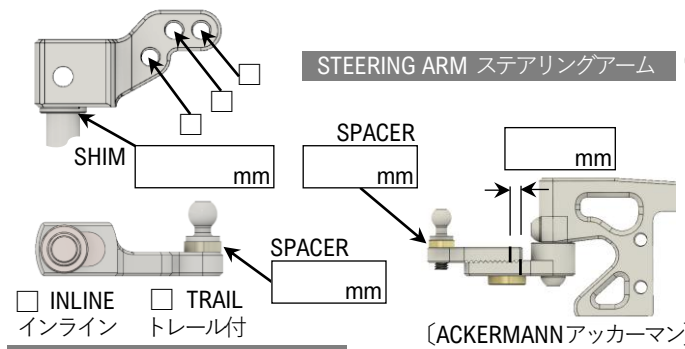 STEERING ARM ステアリングアーム
SHIM
mm
SPACER
mm
mm
SPACER
mm
INLINE
インライン
TRAIL
トレール付
〔ACKERMANNアッカーマン〕